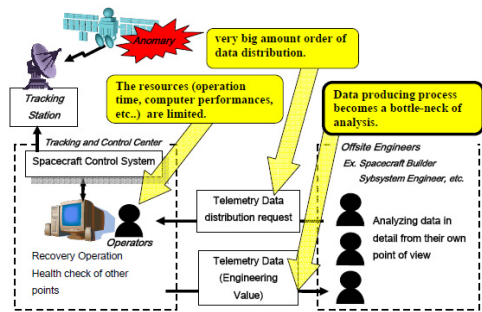 Anomary
very big amount order of
data distribution.
The resources (operation
time, computer performances,
etc..) are limited.
Data producing process
becomes a bottle-neck of
analysis.
Tracking
Station
Tracking and Control Center
Spacecraft Control System
Operators
Recovery Operation
Health check of other
points
Telemetry Data
distribution request
Telemetry Data
(Engineering
Value)
Offsite Engineers
Ex. Spacecraft Builder
Sybsystem Engineer, etc.
Analyzing data in
detail from their own
point of view